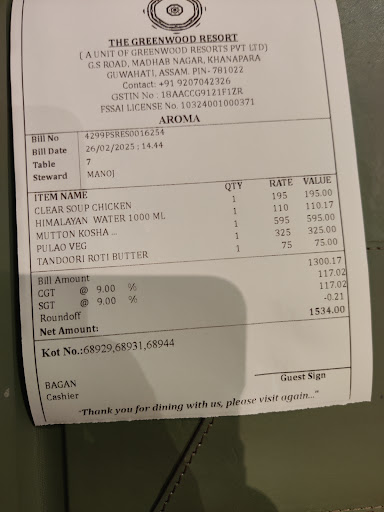 THE GREENWOOD RESORT
( A UNIT OF GREENWOOD RESORTS PVT LTD)
G.S ROAD, MADHAB NAGAR, KHANAPARA
GUWAHATI, ASSAM. PIN- 781022
Contact: +91 9207042326
GSTIN No : 18AACCG9121F1ZR
FSSAI LICENSE No. 10324001000371
AROMA
Bill No 4299PSRES0016254
Bill Date 26/02/2025 ; 14.44
Table 7
Steward MANOJ
ITEM NAME QTY RATE VALUE
CLEAR SOUP CHICKEN 1 195 195.00
HIMALAYAN WATER 1000 ML 1 110 110.17
MUTTON KOSHA ... 1 595 595.00
PULAO VEG 1 325 325.00
TANDOORI ROTI BUTTER 1 75 75.00
Bill Amount 1300.17
CGT @ 9.00 % 117.02
SGT @ 9.00 % 117.02
Roundoff -0.21
Net Amount: 1534.00
Kot No.:68929,68931,68944
BAGAN
Cashier Guest Sign
"Thank you for dining with us, please visit again..."